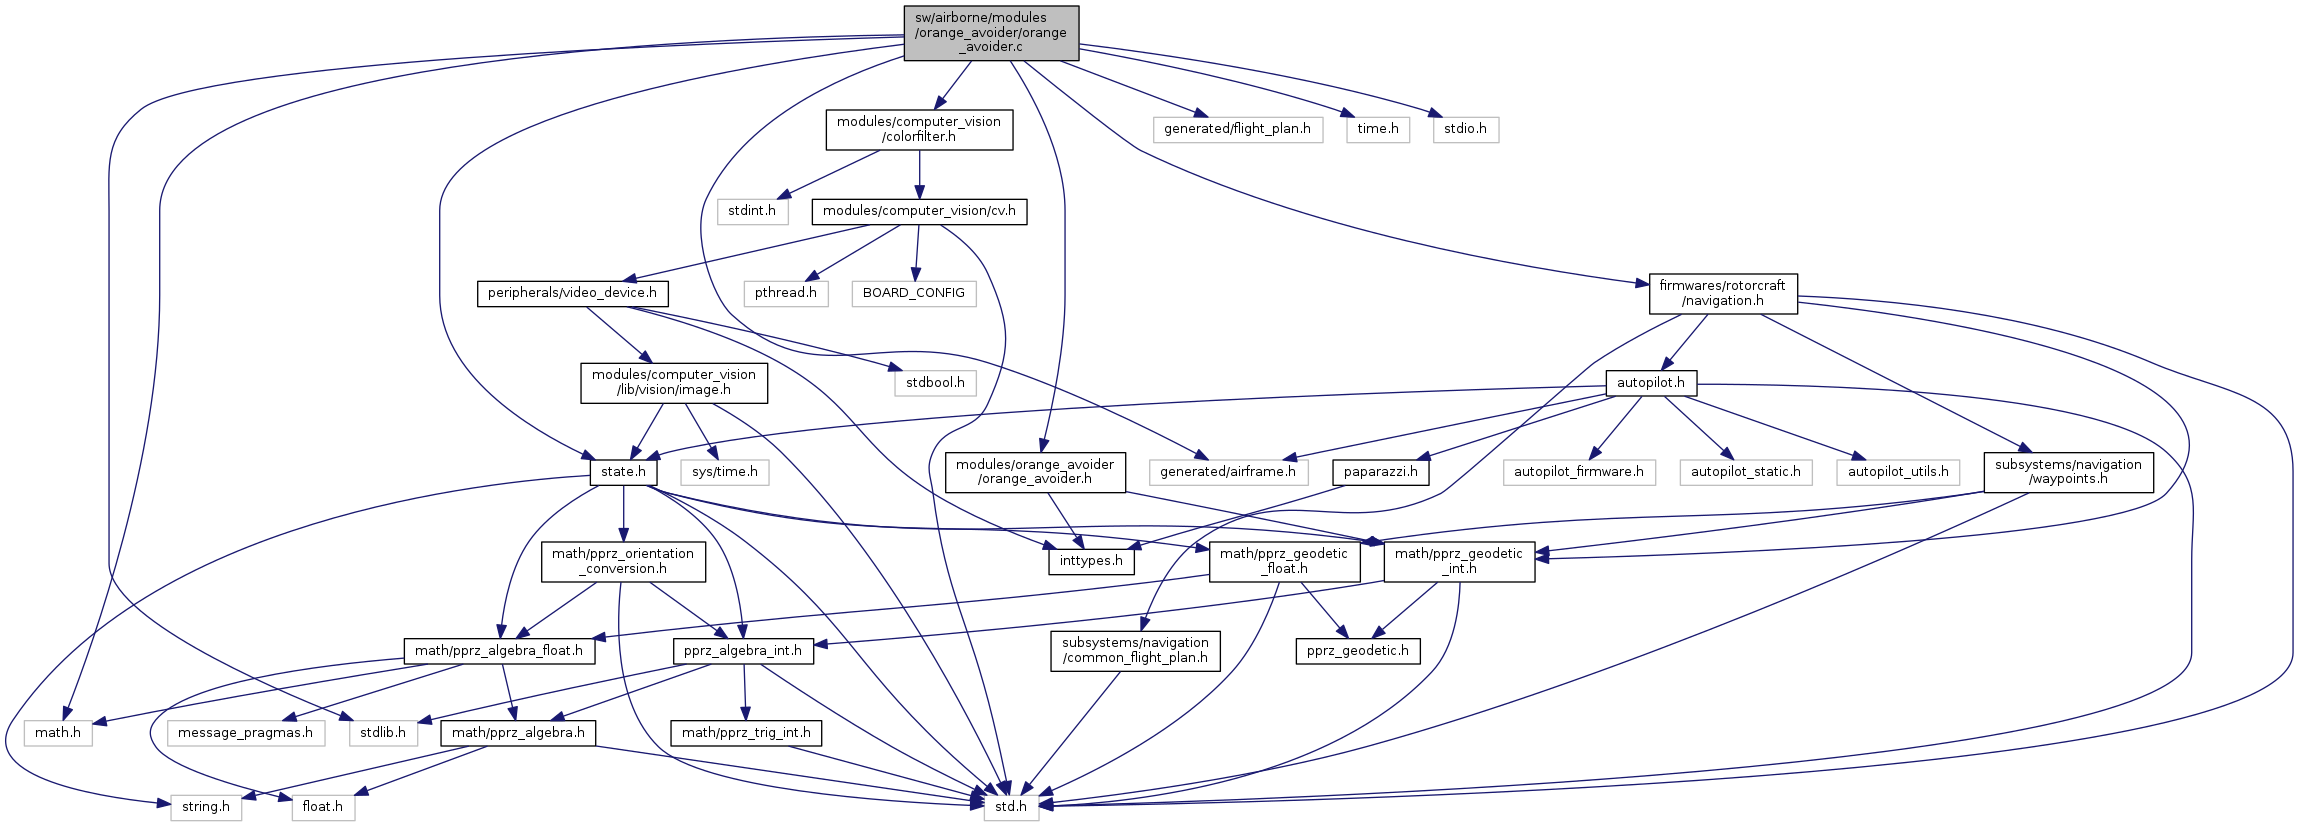 sw/airborne/modules
/orange_avoider/orange
_avoider.c
modules/computer_vision
/colorfilter.h
generated/flight_plan.h
time.h
stdio.h
stdint.h
modules/computer_vision/cv.h
peripherals/video_device.h
pthread.h
BOARD_CONFIG
firmwares/rotorcraft
/navigation.h
modules/computer_vision
/lib/vision/image.h
stdbool.h
autopilot.h
state.h
sys/time.h
modules/orange_avoider
/orange_avoider.h
generated/airframe.h
paparazzi.h
autopilot_firmware.h
autopilot_static.h
autopilot_utils.h
subsystems/navigation
/waypoints.h
math/pprz_orientation
_conversion.h
inttypes.h
math/pprz_geodetic
_float.h
math/pprz_geodetic
_int.h
math/pprz_algebra_float.h
pprz_algebra_int.h
subsystems/navigation
/common_flight_plan.h
pprz_geodetic.h
math.h
message_pragmas.h
stdlib.h
math/pprz_algebra.h
math/pprz_trig_int.h
string.h
float.h
std.h